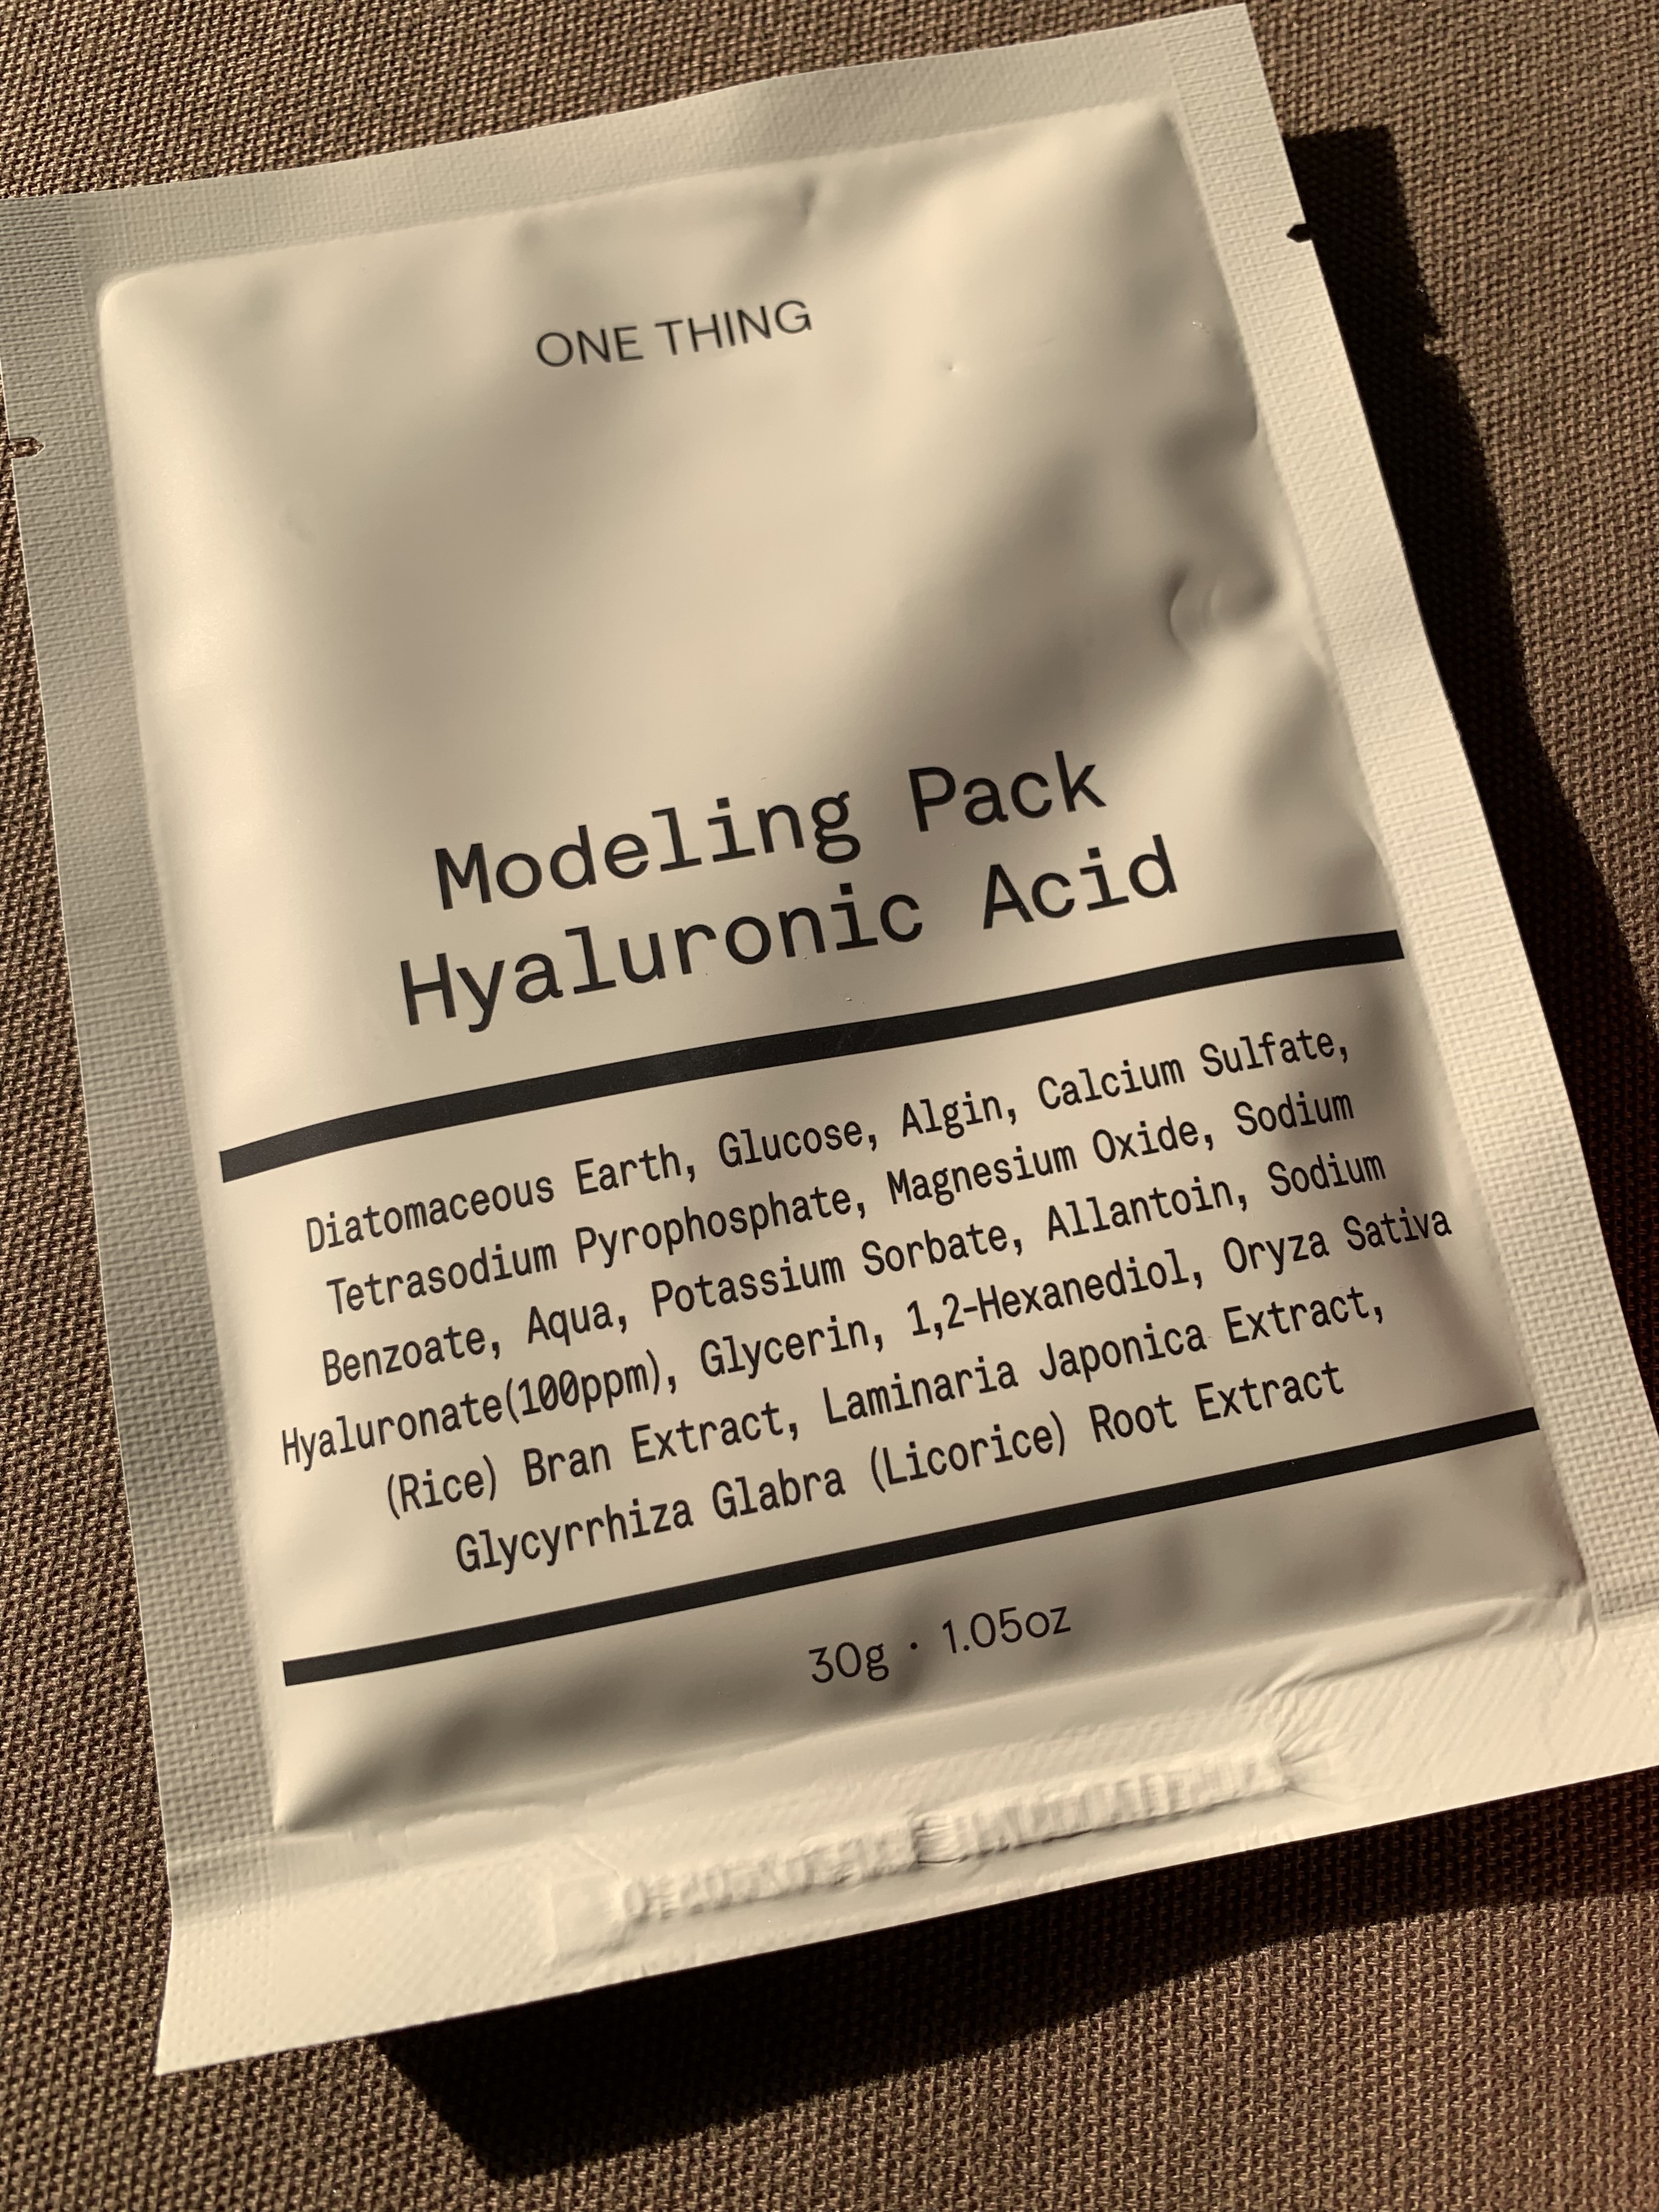 ONE THING
Modeling Pack
Hyaluronic Acid
Diatomaceous Earth, Glucose, Algin, Calcium Sulfate,
Tetrasodium Pyrophosphate, Magnesium Oxide, Sodium
Benzoate, Aqua, Potassium Sorbate, Allantoin, Sodium
Hyaluronate(100ppm), Glycerin, 1,2-Hexanediol, Oryza Sativa
(Rice) Bran Extract, Laminaria Japonica Extract,
Glycyrrhiza Glabra (Licorice) Root Extract
30g · 1.05oz